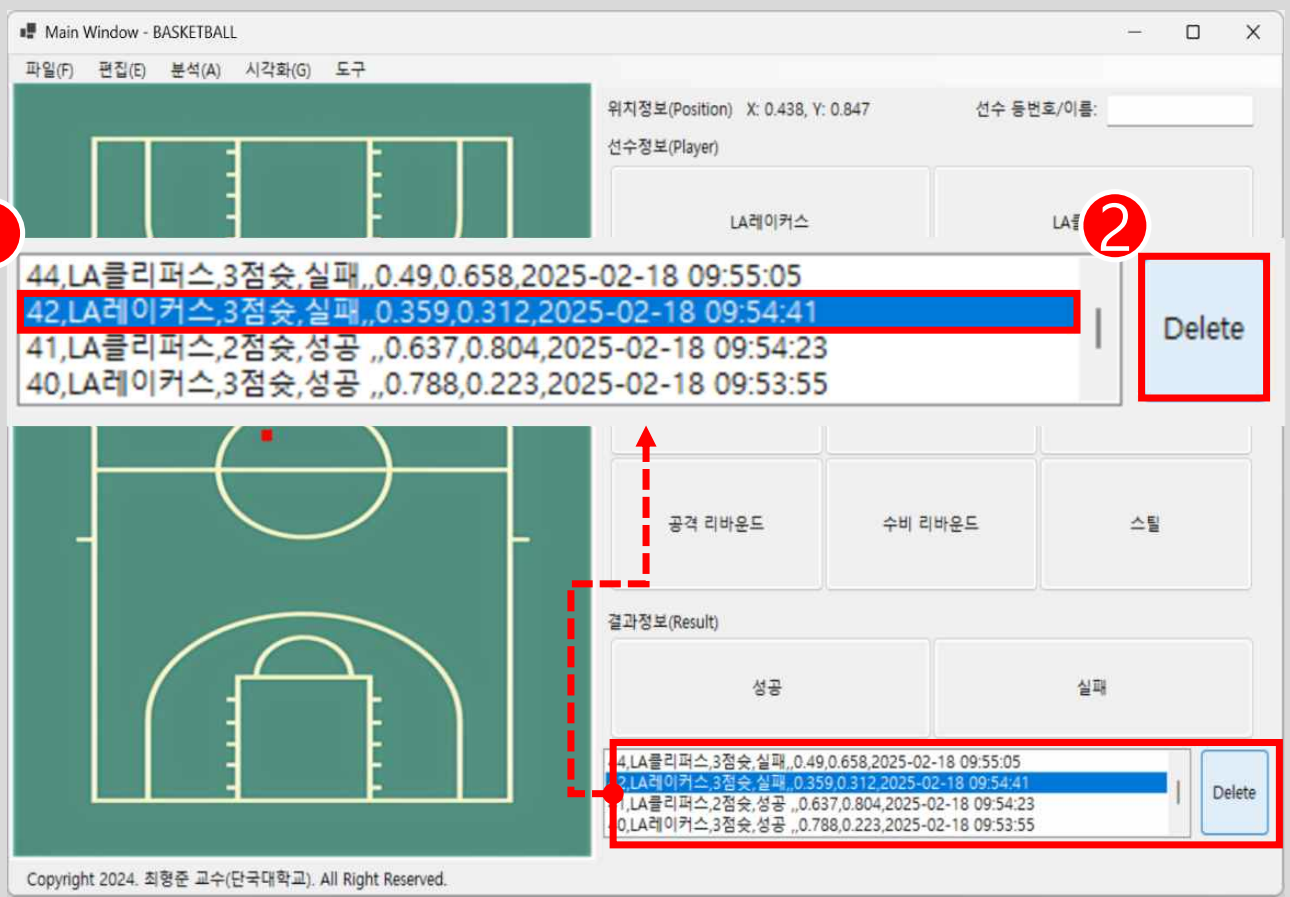 Main Window - BASKETBALL
파일(F) 편집(E) 분석(A) 시각화(G) 도구
위치정보(Position) X: 0.438, Y: 0.847 선수 등번호/이름:
선수정보(Player)
LA레이커스 LA클
2
44,LA클리퍼스,3점슛,실패,,0.49,0.658,2025-02-18 09:55:05
42,LA레이커스,3점슛,실패,,0.359,0.312,2025-02-18 09:54:41
41,LA클리퍼스,2점슛,성공 ,,0.637,0.804,2025-02-18 09:54:23
40,LA레이커스,3점슛,성공 ,,0.788,0.223,2025-02-18 09:53:55
Delete
공격 리바운드 수비 리바운드 스틸
결과정보(Result)
성공 실패
4,LA클리퍼스,3점슛,실패,,0.49,0.658,2025-02-18 09:55:05
2,LA레이커스,3점슛,실패,,0.359,0.312,2025-02-18 09:54:41
1,LA클리퍼스,2점슛,성공 ,,0.637,0.804,2025-02-18 09:54:23
0,LA레이커스,3점슛,성공 ,,0.788,0.223,2025-02-18 09:53:55
Delete
Copyright 2024. 최형준 교수(단국대학교). All Right Reserved.